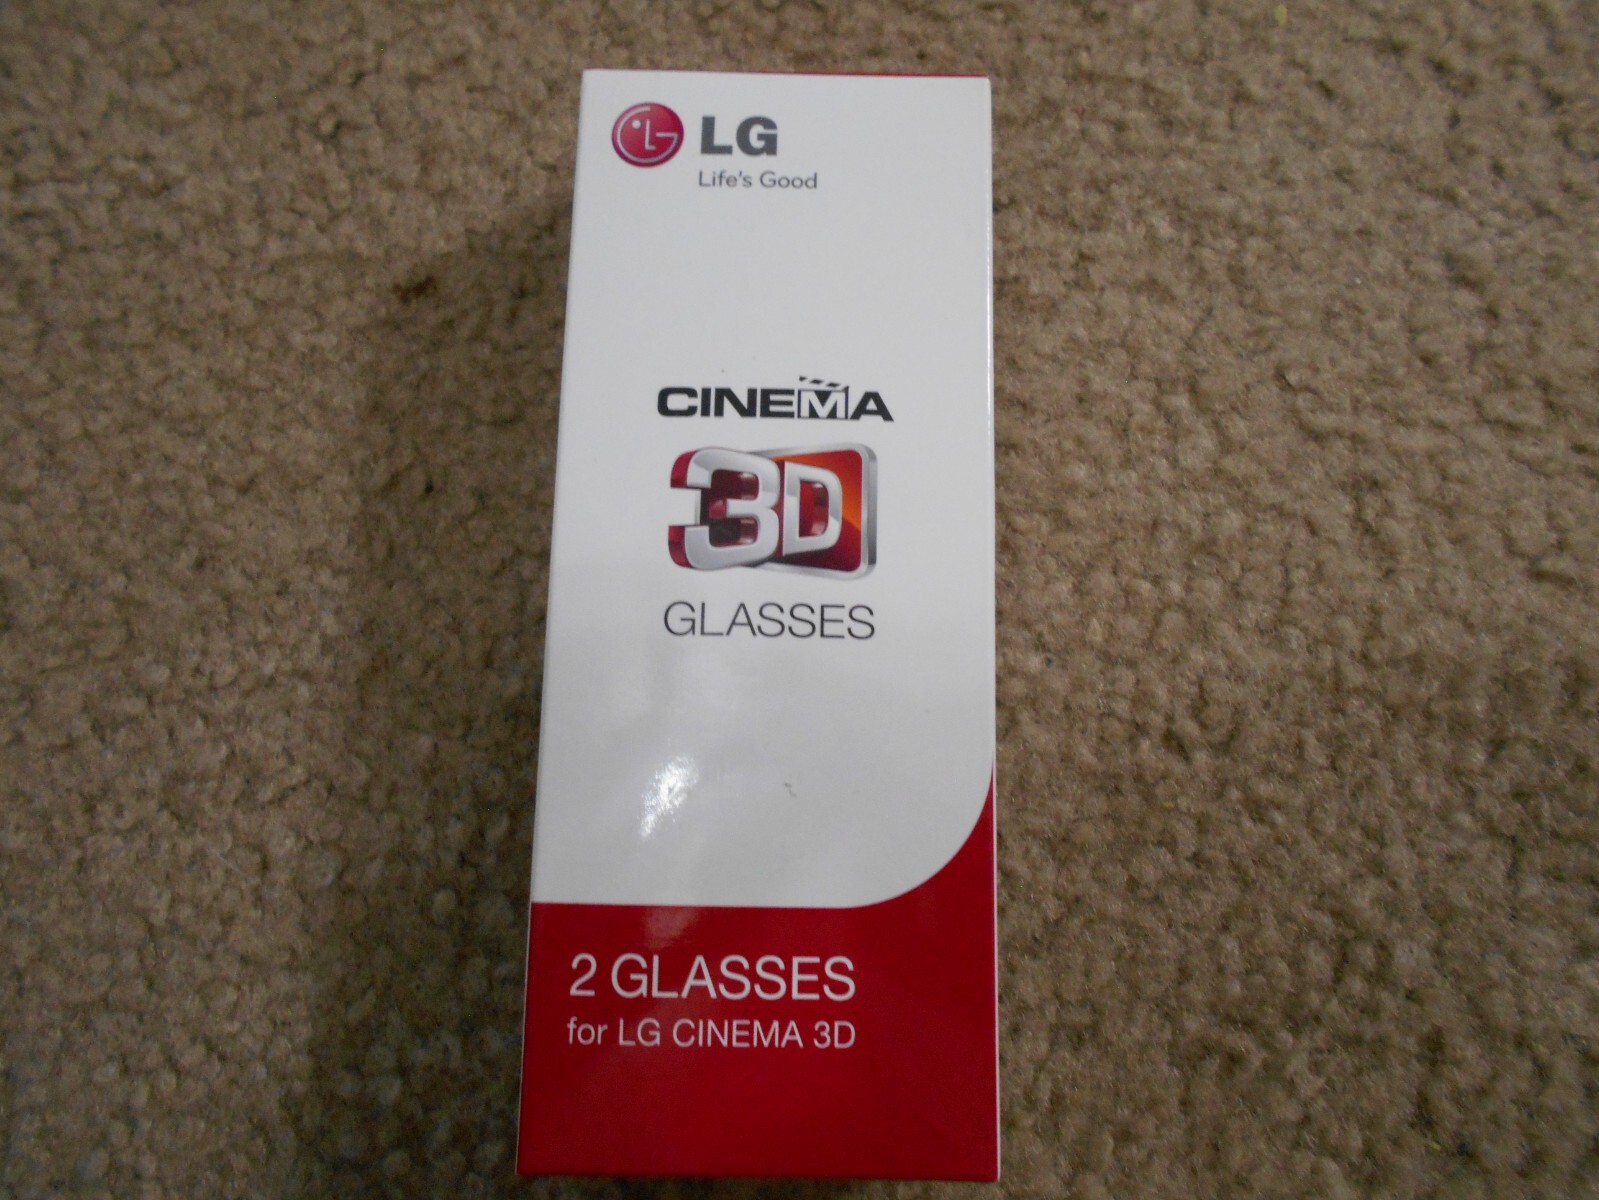 LG
Life's Good
CINEMA
3D
GLASSES
2 GLASSES
for LG CINEMA 3D